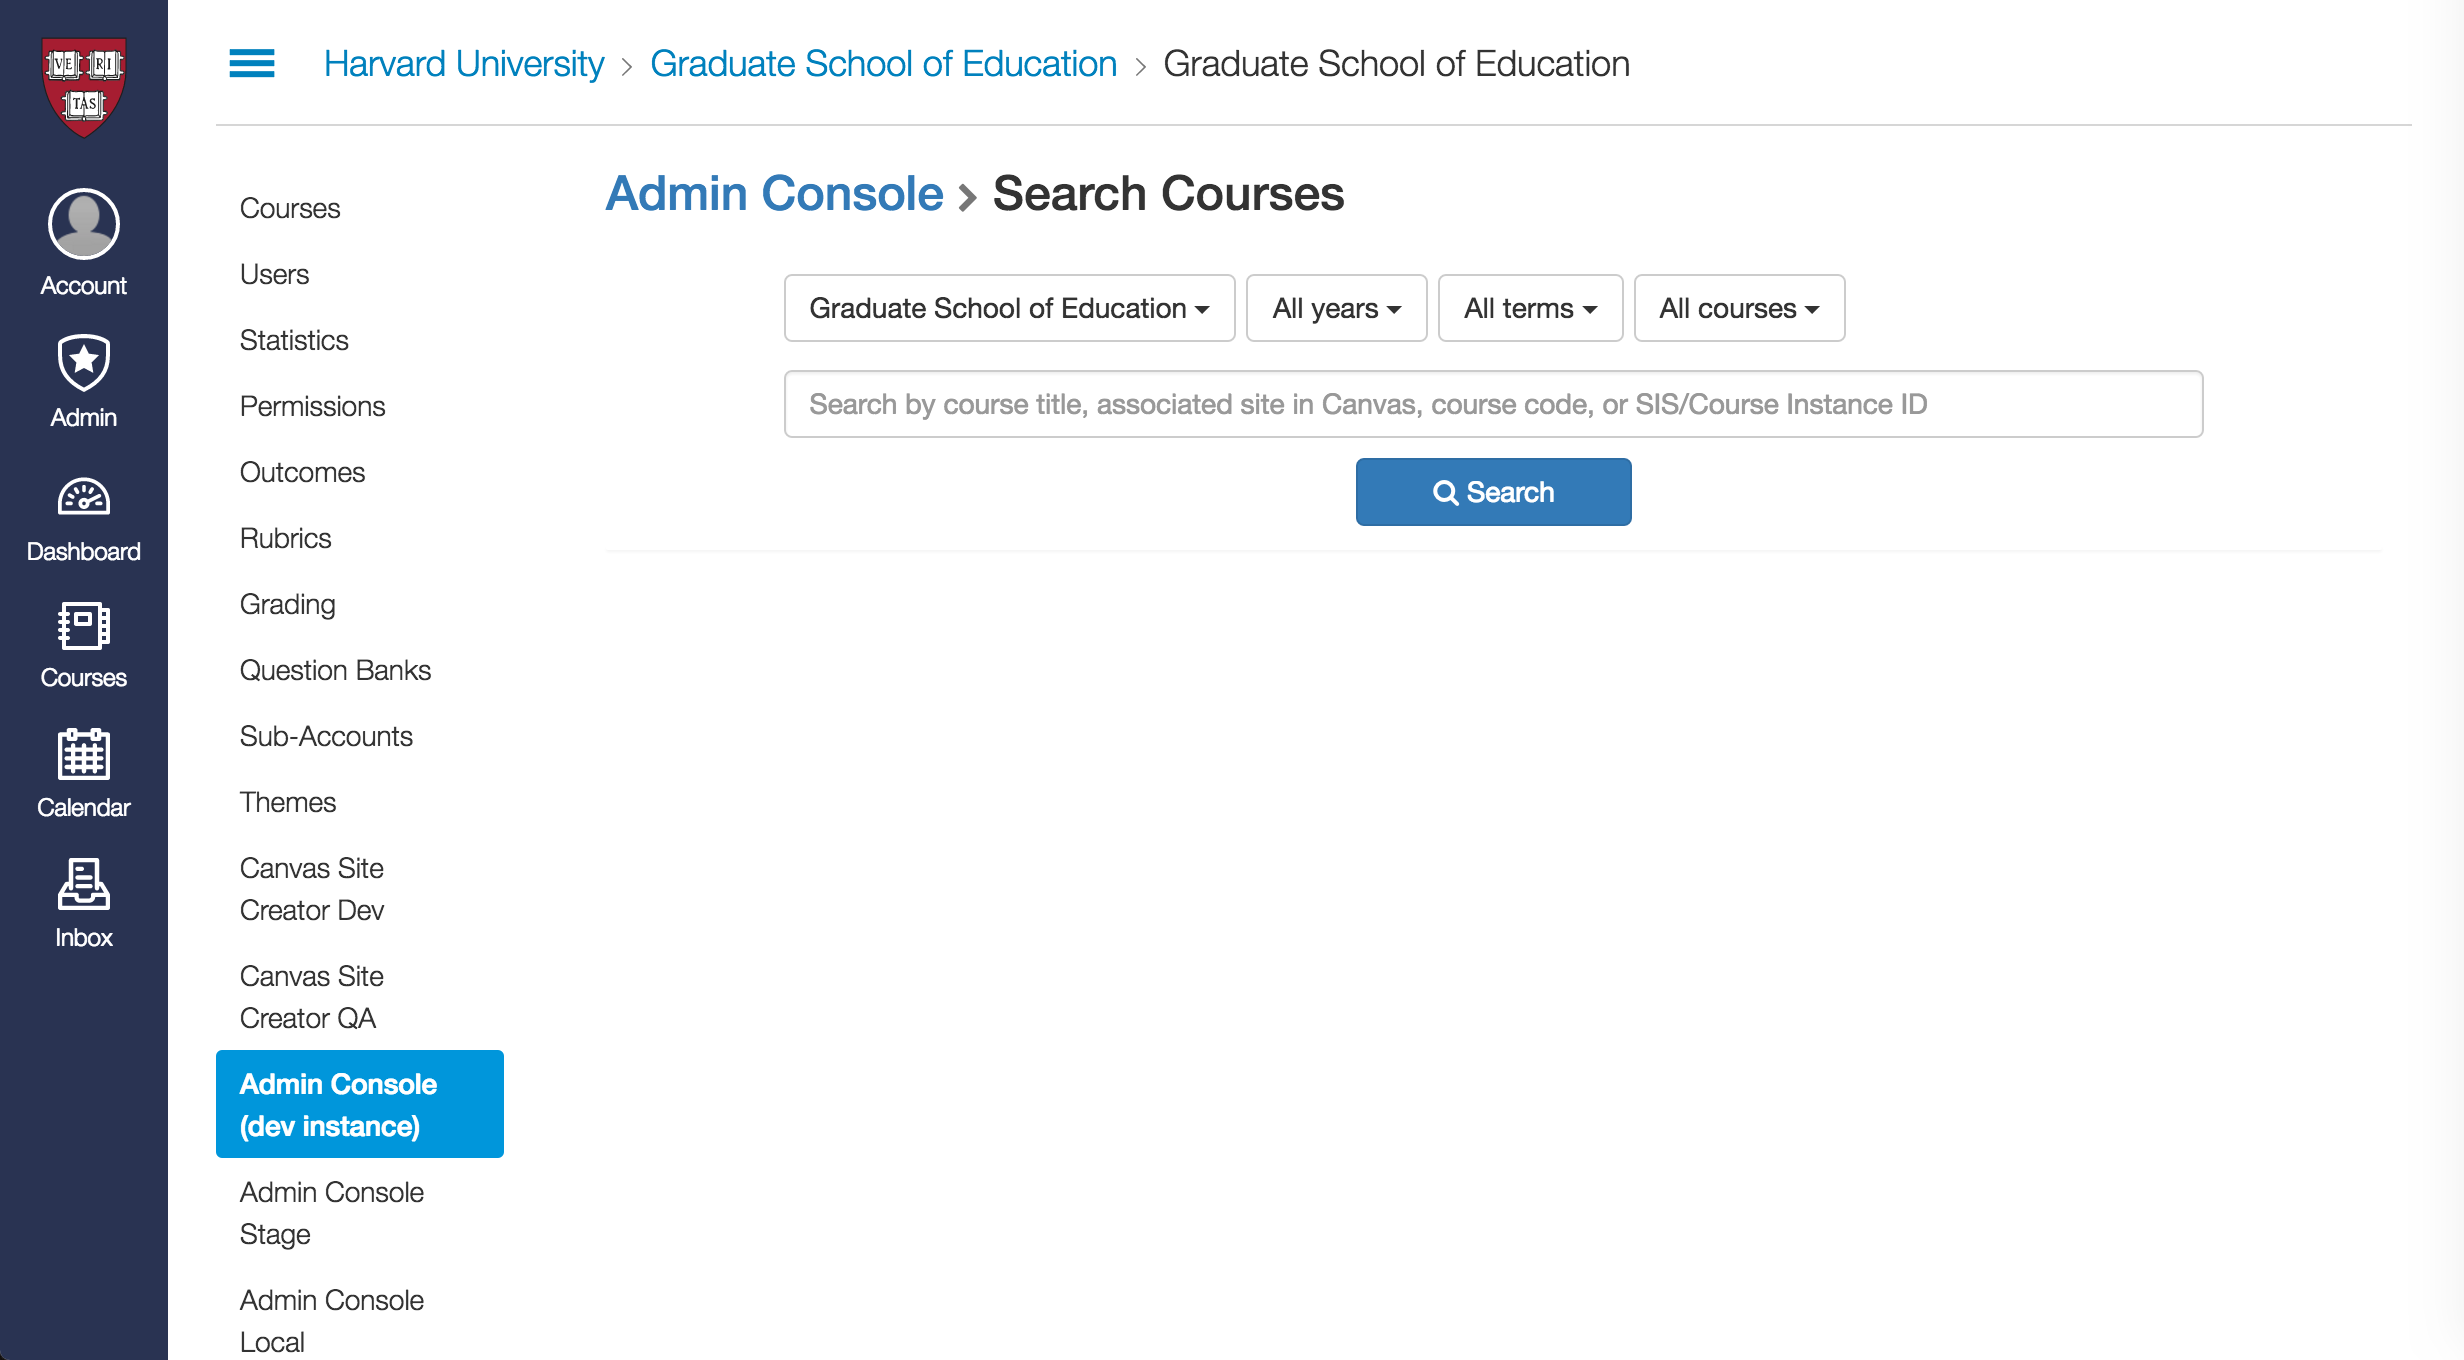 VE RI
TAS
Account
Admin
Dashboard
Courses
Calendar
Inbox
Harvard University > Graduate School of Education > Graduate School of Education
Courses
Users
Statistics
Permissions
Outcomes
Rubrics
Grading
Question Banks
Sub-Accounts
Themes
Canvas Site
Creator Dev
Canvas Site
Creator QA
Admin Console
(dev instance)
Admin Console
Stage
Admin Console
Local
Admin Console > Search Courses
Graduate School of Education All years All terms All courses
Search by course title, associated site in Canvas, course code, or SIS/Course Instance ID
Search